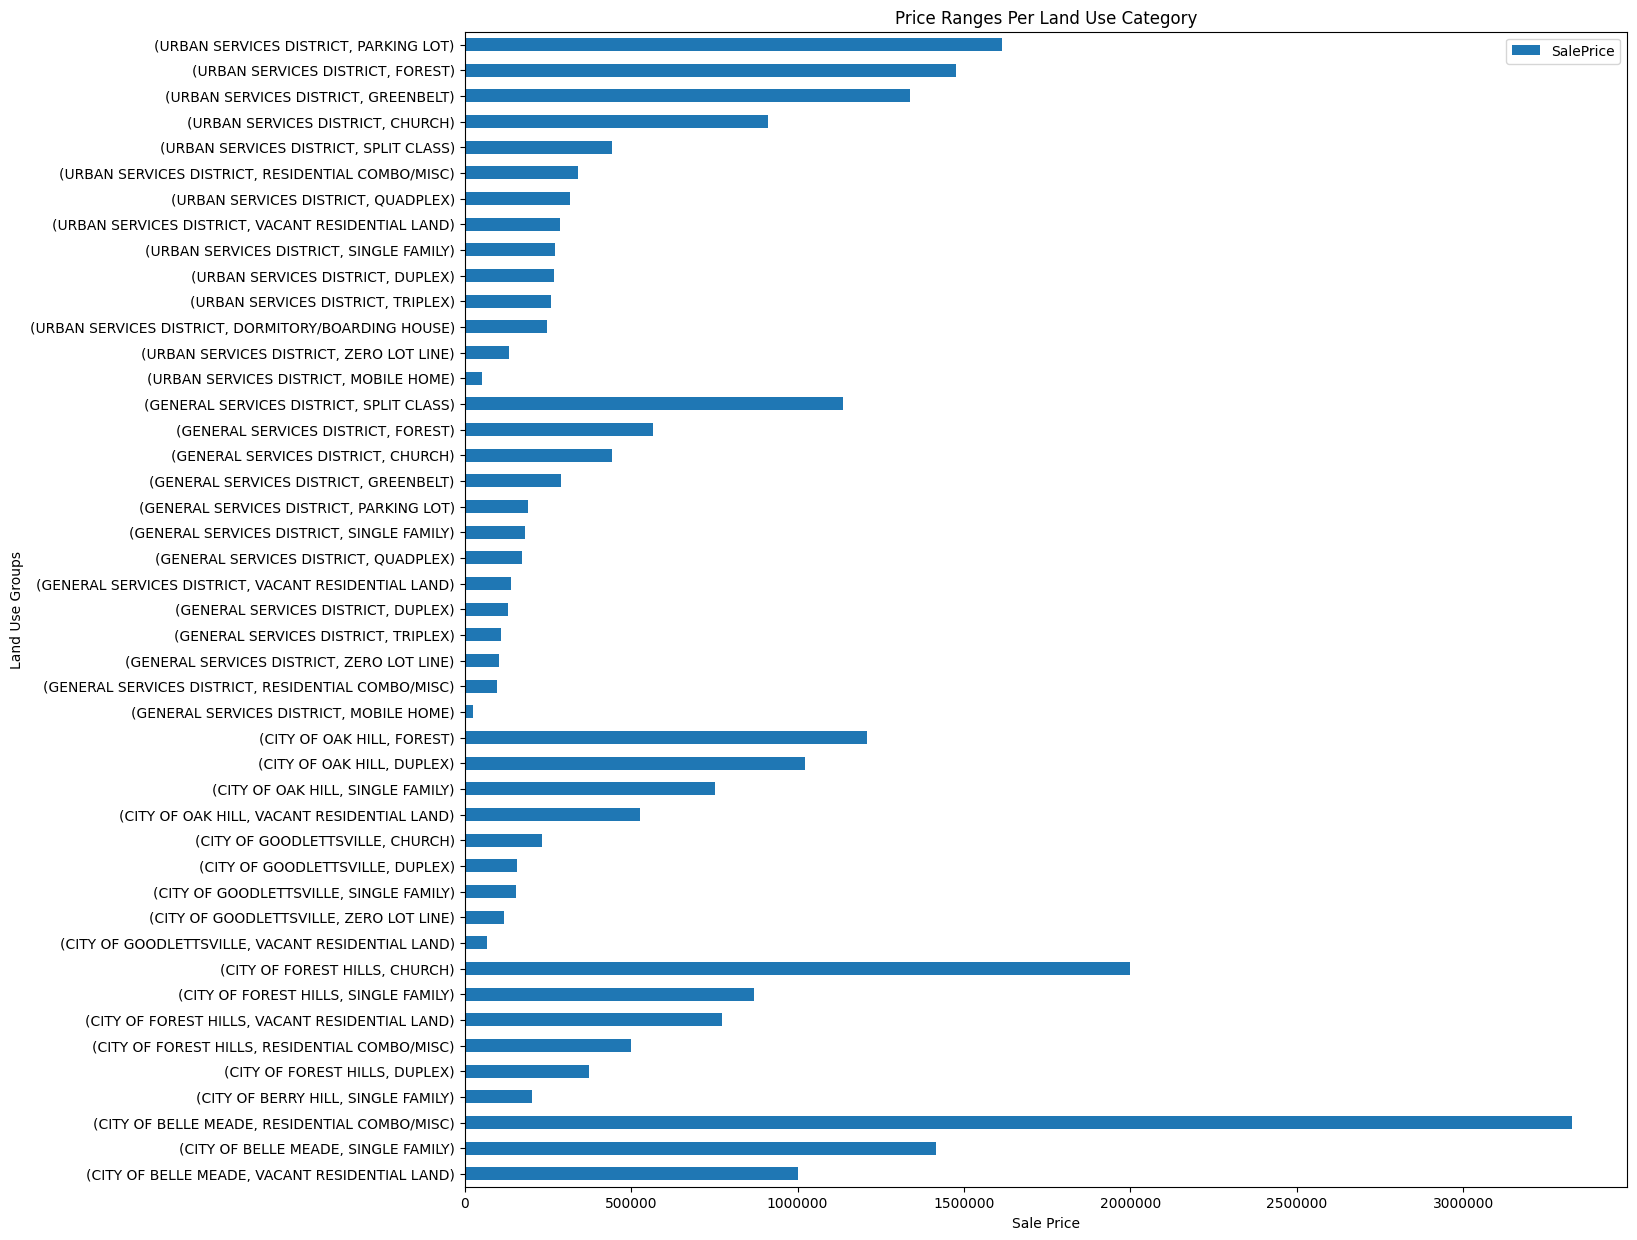 Price Ranges Per Land Use Category
SalePrice
Land Use Groups
(URBAN SERVICES DISTRICT, PARKING LOT)
(URBAN SERVICES DISTRICT, FOREST)
(URBAN SERVICES DISTRICT, GREENBELT)
(URBAN SERVICES DISTRICT, CHURCH)
(URBAN SERVICES DISTRICT, SPLIT CLASS)
(URBAN SERVICES DISTRICT, RESIDENTIAL COMBO/MISC)
(URBAN SERVICES DISTRICT, QUADPLEX)
(URBAN SERVICES DISTRICT, VACANT RESIDENTIAL LAND)
(URBAN SERVICES DISTRICT, SINGLE FAMILY)
(URBAN SERVICES DISTRICT, DUPLEX)
(URBAN SERVICES DISTRICT, TRIPLEX)
(URBAN SERVICES DISTRICT, DORMITORY/BOARDING HOUSE)
(URBAN SERVICES DISTRICT, ZERO LOT LINE)
(URBAN SERVICES DISTRICT, MOBILE HOME)
(GENERAL SERVICES DISTRICT, SPLIT CLASS)
(GENERAL SERVICES DISTRICT, FOREST)
(GENERAL SERVICES DISTRICT, CHURCH)
(GENERAL SERVICES DISTRICT, GREENBELT)
(GENERAL SERVICES DISTRICT, PARKING LOT)
(GENERAL SERVICES DISTRICT, SINGLE FAMILY)
(GENERAL SERVICES DISTRICT, QUADPLEX)
(GENERAL SERVICES DISTRICT, VACANT RESIDENTIAL LAND)
(GENERAL SERVICES DISTRICT, DUPLEX)
(GENERAL SERVICES DISTRICT, TRIPLEX)
(GENERAL SERVICES DISTRICT, ZERO LOT LINE)
(GENERAL SERVICES DISTRICT, RESIDENTIAL COMBO/MISC)
(GENERAL SERVICES DISTRICT, MOBILE HOME)
(CITY OF OAK HILL, FOREST)
(CITY OF OAK HILL, DUPLEX)
(CITY OF OAK HILL, SINGLE FAMILY)
(CITY OF OAK HILL, VACANT RESIDENTIAL LAND)
(CITY OF GOODLETTSVILLE, CHURCH)
(CITY OF GOODLETTSVILLE, DUPLEX)
(CITY OF GOODLETTSVILLE, SINGLE FAMILY)
(CITY OF GOODLETTSVILLE, ZERO LOT LINE)
(CITY OF GOODLETTSVILLE, VACANT RESIDENTIAL LAND)
(CITY OF FOREST HILLS, CHURCH)
(CITY OF FOREST HILLS, SINGLE FAMILY)
(CITY OF FOREST HILLS, VACANT RESIDENTIAL LAND)
(CITY OF FOREST HILLS, RESIDENTIAL COMBO/MISC)
(CITY OF FOREST HILLS, DUPLEX)
(CITY OF BERRY HILL, SINGLE FAMILY)
(CITY OF BELLE MEADE, RESIDENTIAL COMBO/MISC)
(CITY OF BELLE MEADE, SINGLE FAMILY)
(CITY OF BELLE MEADE, VACANT RESIDENTIAL LAND)
0 500000 1000000 1500000 2000000 2500000 3000000
Sale Price